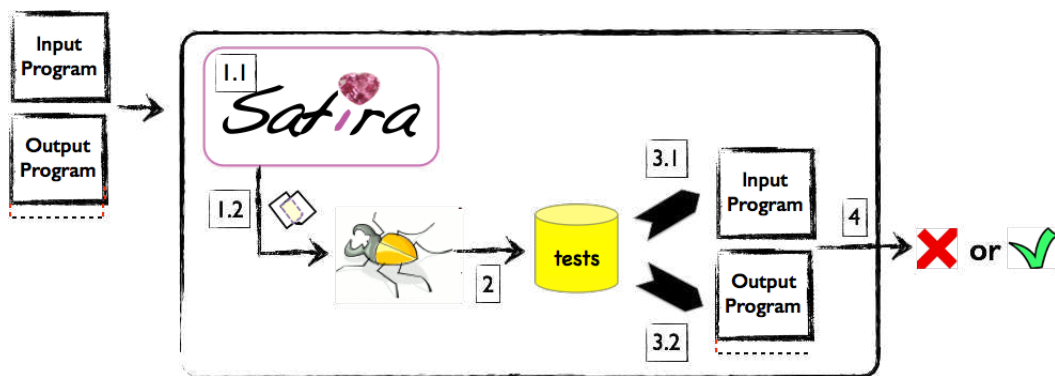 Input
Program
Output
Program
1.1
Safira
1.2
2
tests
3.1
3.2
Input
Program
Output
Program
4
or